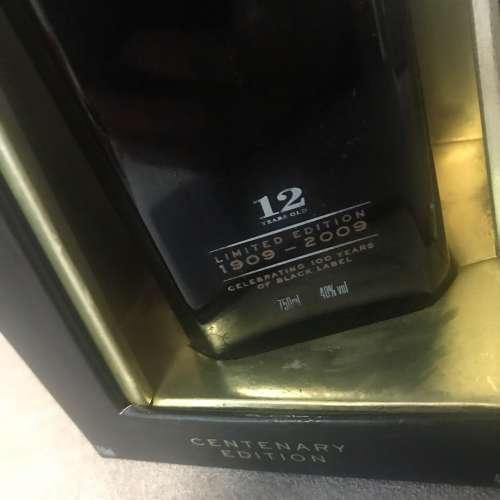 12
YEARS OLD
LIMITED EDITION
1909 - 2009
CELEBRATING 100 YEARS
OF BLACK LABEL
750ml 40% vol
CENTENARY
EDITION